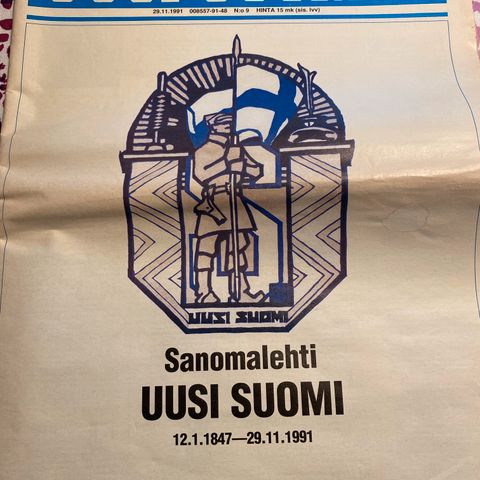 29.11.1991 008557-91-48 N:o 9 HINTA 15 mk (sis. lvv)
UUSI SUOMI
Sanomalehti
UUSI SUOMI
12.1.1847—29.11.1991